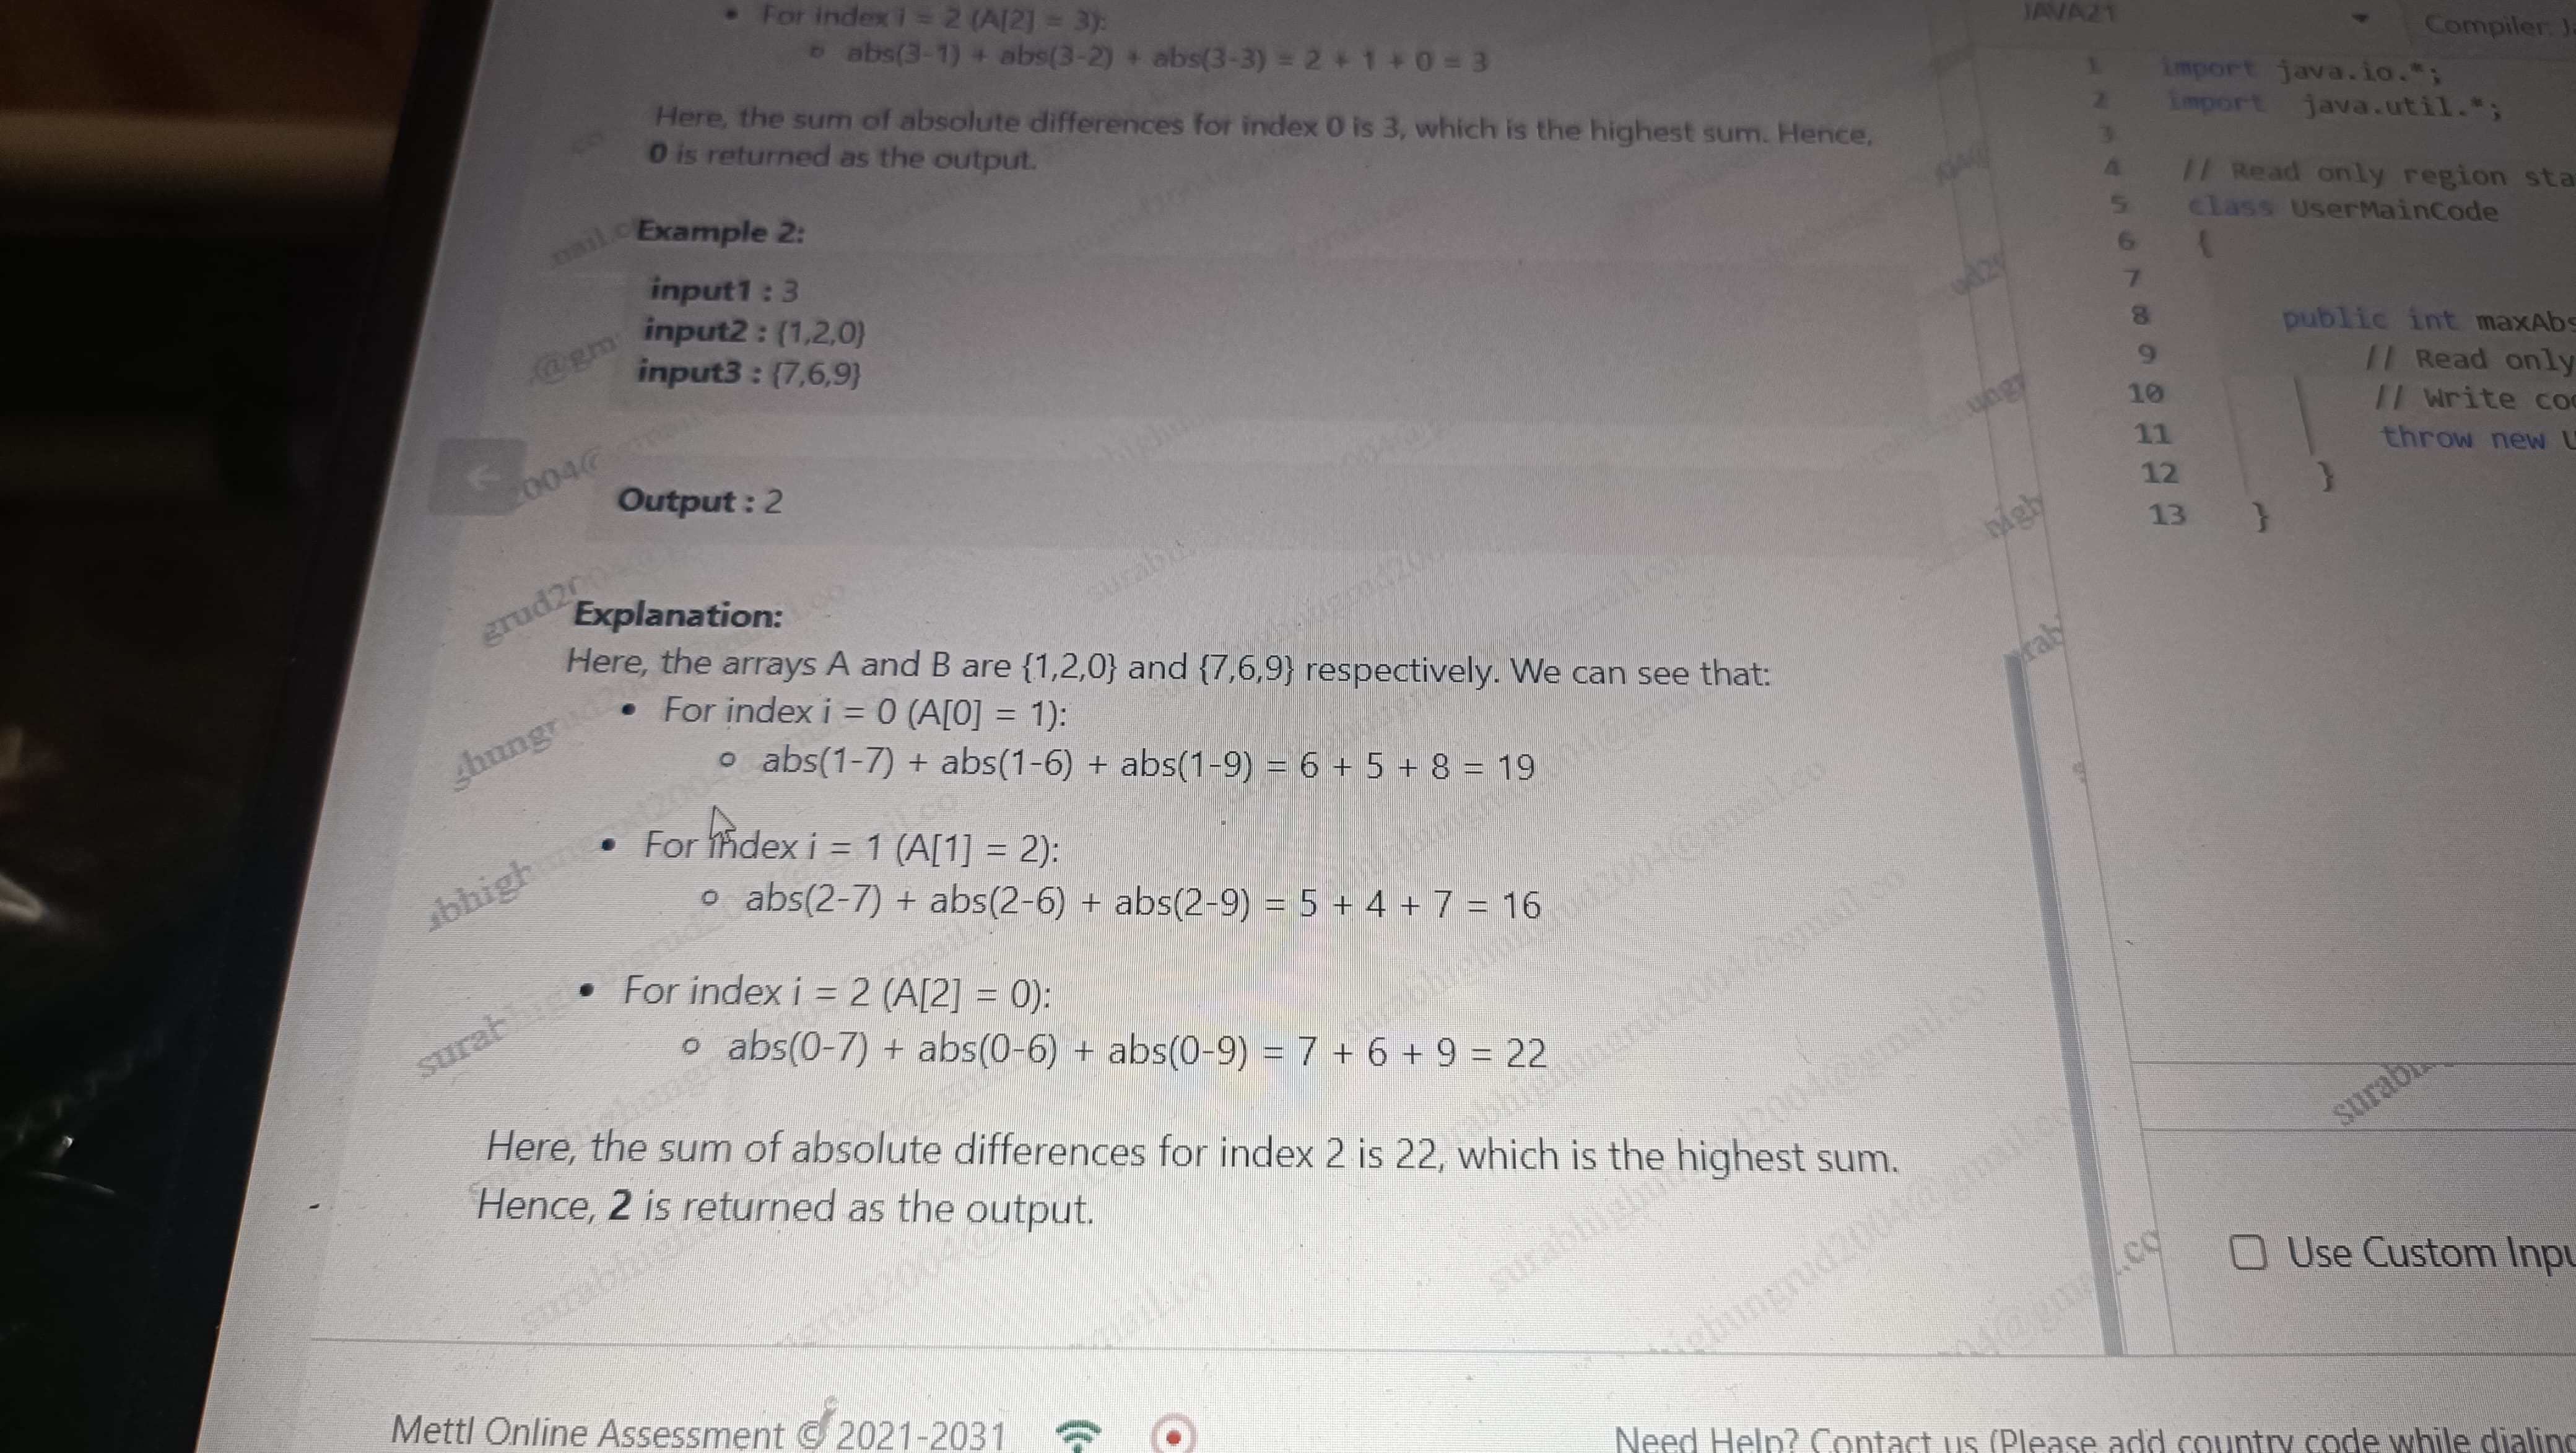 For index i = 2 (A[2] = 3):
abs(3-1) + abs(3-2) + abs(3-3) = 2 + 1 + 0 = 3
Here, the sum of absolute differences for index 0 is 3, which is the highest sum. Hence,
0 is returned as the output.
Example 2:
input1 : 3
input2 : {1,2,0}
input3 : {7,6,9}
Output : 2
Explanation:
Here, the arrays A and B are {1,2,0} and {7,6,9} respectively. We can see that:
For index i = 0 (A[0] = 1):
abs(1-7) + abs(1-6) + abs(1-9) = 6 + 5 + 8 = 19
For index i = 1 (A[1] = 2):
abs(2-7) + abs(2-6) + abs(2-9) = 5 + 4 + 7 = 16
For index i = 2 (A[2] = 0):
abs(0-7) + abs(0-6) + abs(0-9) = 7 + 6 + 9 = 22
Here, the sum of absolute differences for index 2 is 22, which is the highest sum.
Hence, 2 is returned as the output.
Mettl Online Assessment © 2021-2031
Need Help? Contact us (Please add country code while dialin
JAVA21
Compiler: J
1 import java.io.*;
2 import java.util.*;
3
4 // Read only region sta
5 class UserMainCode
6 {
7
8 public int maxAbs
9 // Read only
10 // Write co
11 throw new U
12 }
13 }
Use Custom Inpu